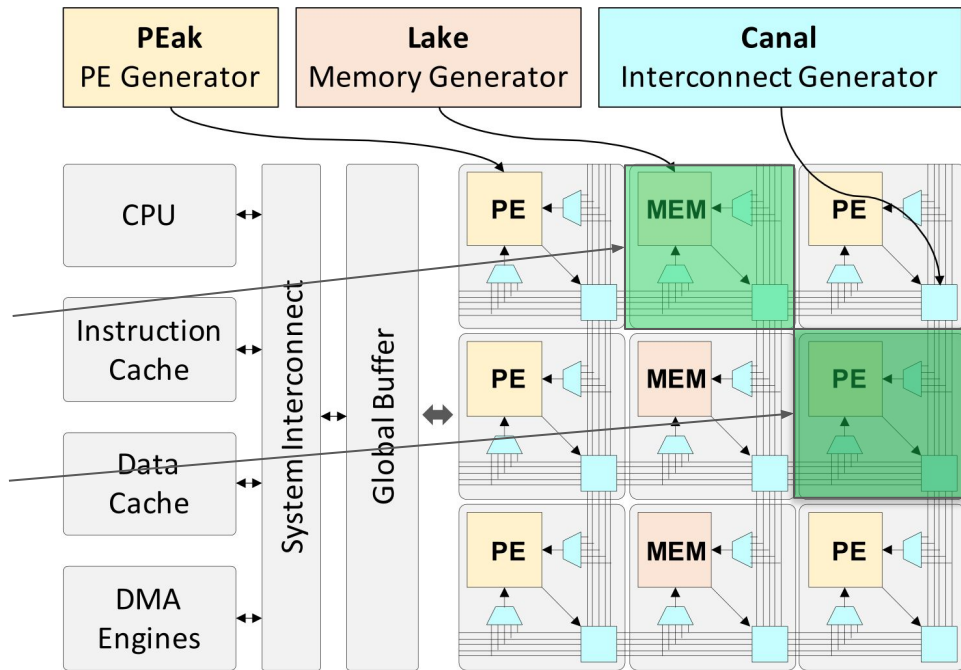 PEak
PE Generator
Lake
Memory Generator
Canal
Interconnect Generator
CPU
Instruction
Cache
Data
Cache
DMA
Engines
System Interconnect
Global Buffer
PE
MEM
PE
PE
MEM
PE
PE
MEM
PE